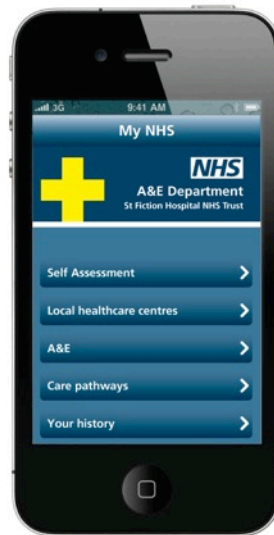 3G 9:41 AM
My NHS
NHS
A&E Department
St Fiction Hospital NHS Trust
Self Assessment
Local healthcare centres
A&E
Care pathways
Your history